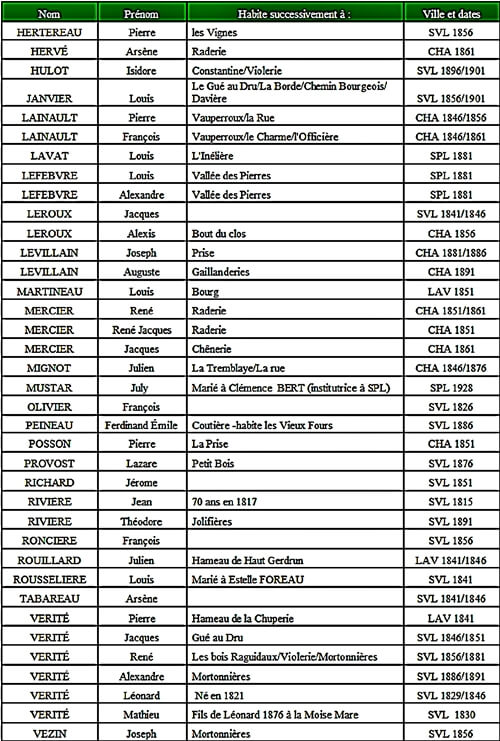 Nom Prénom Habite successivement à : Ville et dates
HERTEREAU Pierre les Vignes SVL 1856
HERVÉ Arsène Raderie CHA 1861
HULOT Isidore Constantine/Violerie SVL 1896/1901
Le Gué au Dru/La Borde/Chemin Bourgeois/
JANVIER Louis Davière SVL 1856/1901
LAINAULT Pierre Vauperroux/la Rue CHA 1846/1856
LAINAULT François Vauperroux/le Charme/l'Officière CHA 1846/1861
LAVAT Louis L'Inélière SPL 1881
LEFEBVRE Louis Vallée des Pierres SPL 1881
LEFEBVRE Alexandre Vallée des Pierres SPL 1881
LEROUX Jacques SVL 1841/1846
LEROUX Alexis Bout du clos CHA 1856
LEVILLAIN Joseph Prise CHA 1881/1886
LEVILLAIN Auguste Gaillanderies CHA 1891
MARTINEAU Louis Bourg LAV 1851
MERCIER René Raderie CHA 1851/1861
MERCIER René Jacques Raderie CHA 1851
MERCIER Jacques Chênerie CHA 1861
MIGNOT Julien La Tremblaye/La rue CHA 1846/1876
MUSTAR July Marié à Clémence BERT (institutrice à SPL) SPL 1928
OLIVIER François SVL 1826
PEINEAU Ferdinand Émile Coutière -habite les Vieux Fours SVL 1886
POSSON Pierre La Prise CHA 1851
PROVOST Lazare Petit Bois SVL 1876
RICHARD Jérome SVL 1851
RIVIERE Jean 70 ans en 1817 SVL 1815
RIVIERE Théodore Jolifières SVL 1891
RONCIERE François SVL 1856
ROUILLARD Julien Hameau de Haut Gerdrun LAV 1841/1846
ROUSSELIERE Louis Marié à Estelle FOREAU SVL 1841
TABAREAU Arsène SVL 1841/1846
VERITÉ Pierre Hameau de la Chuperie LAV 1841
VERITÉ Jacques Gué au Dru SVL 1846/1851
VERITÉ René Les bois Raguidaux/Violerie/Mortonnières SVL 1856/1881
VERITÉ Alexandre Mortonnières SVL 1886/1891
VERITÉ Léonard Né en 1821 SVL 1829/1846
VERITÉ Mathieu Fils de Léonard 1876 à la Moise Mare SVL 1830
VEZIN Joseph Mortonnières SVL 1856